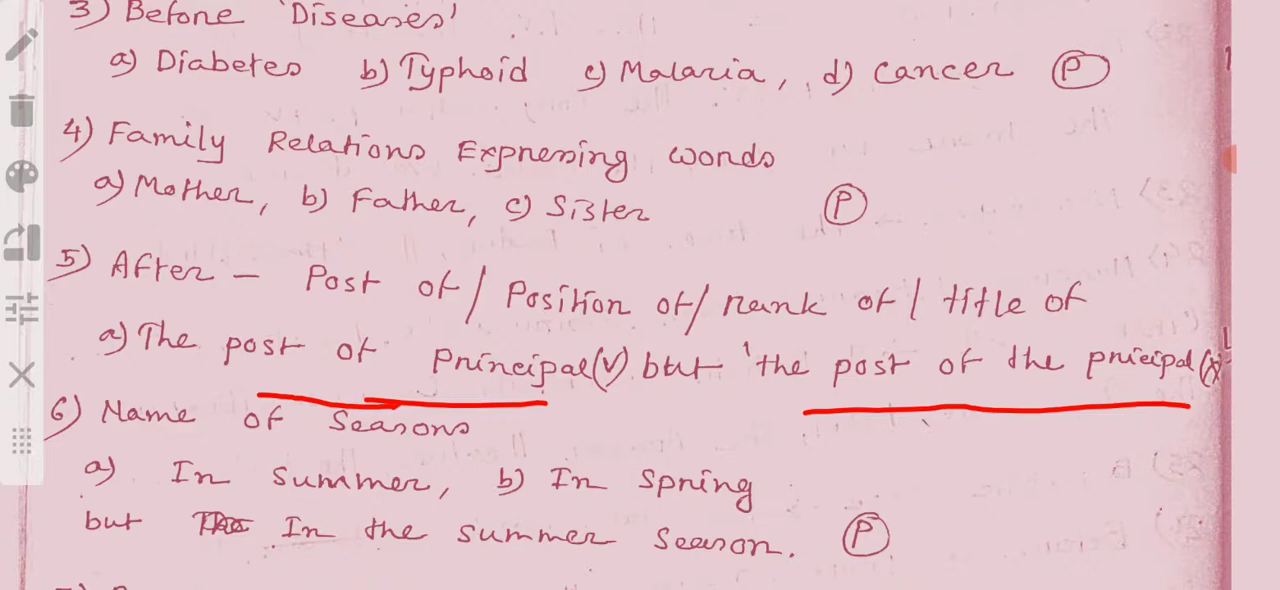 3) Before 'Diseases'
a) Diabetes b) Typhoid c) Malaria, d) Cancer (P)
4) Family Relations Expressing words
a) Mother, b) Father, c) Sister (P)
5) After — Post of / Position of / rank of / title of
a) The post of Principal (√) but 'the post of the pricipal (x)
6) Name of Seasons
a) In Summer, b) In Spring
but In the summer season. (P)